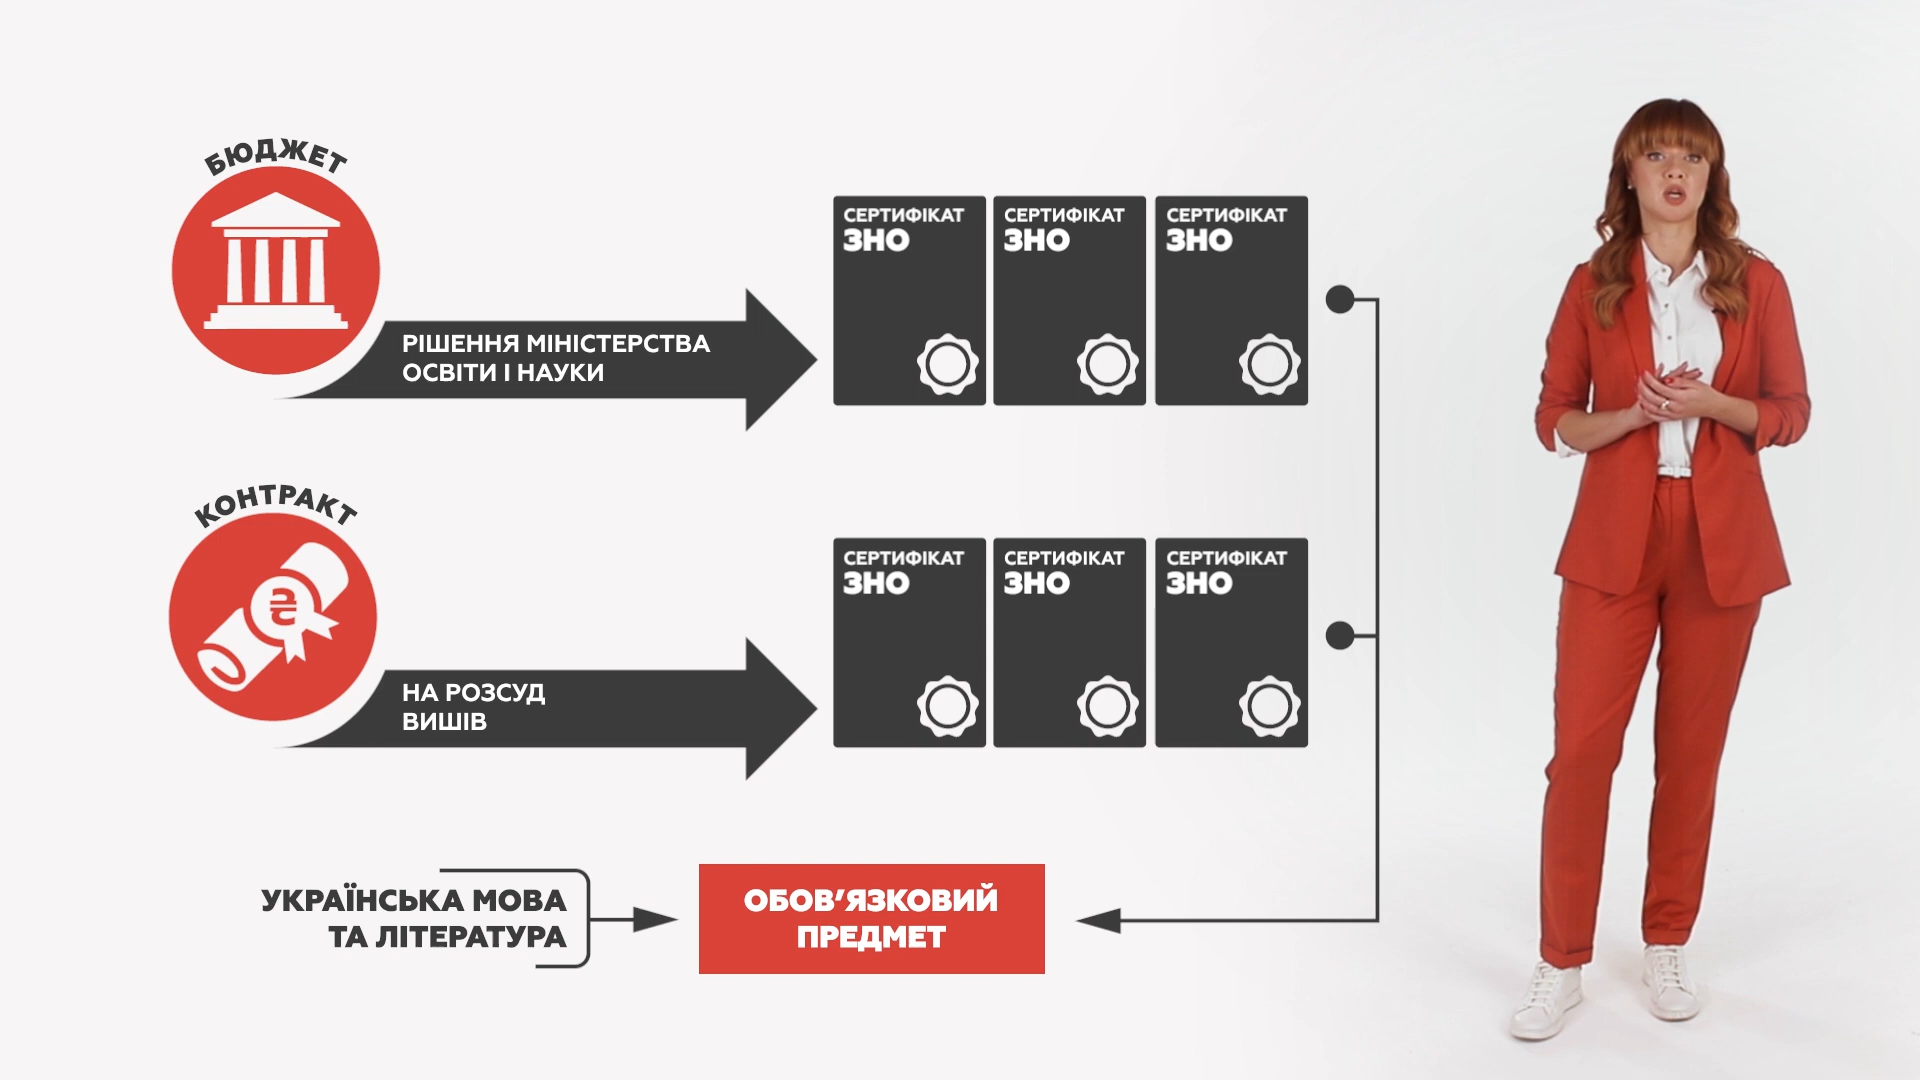 БЮДЖЕТ
РІШЕННЯ МІНІСТЕРСТВА
ОСВІТИ І НАУКИ
СЕРТИФІКАТ
ЗНО
СЕРТИФІКАТ
ЗНО
СЕРТИФІКАТ
ЗНО
КОНТРАКТ
₴
НА РОЗСУД
ВИШІВ
СЕРТИФІКАТ
ЗНО
СЕРТИФІКАТ
ЗНО
СЕРТИФІКАТ
ЗНО
УКРАЇНСЬКА МОВА
ТА ЛІТЕРАТУРА
ОБОВ’ЯЗКОВИЙ
ПРЕДМЕТ